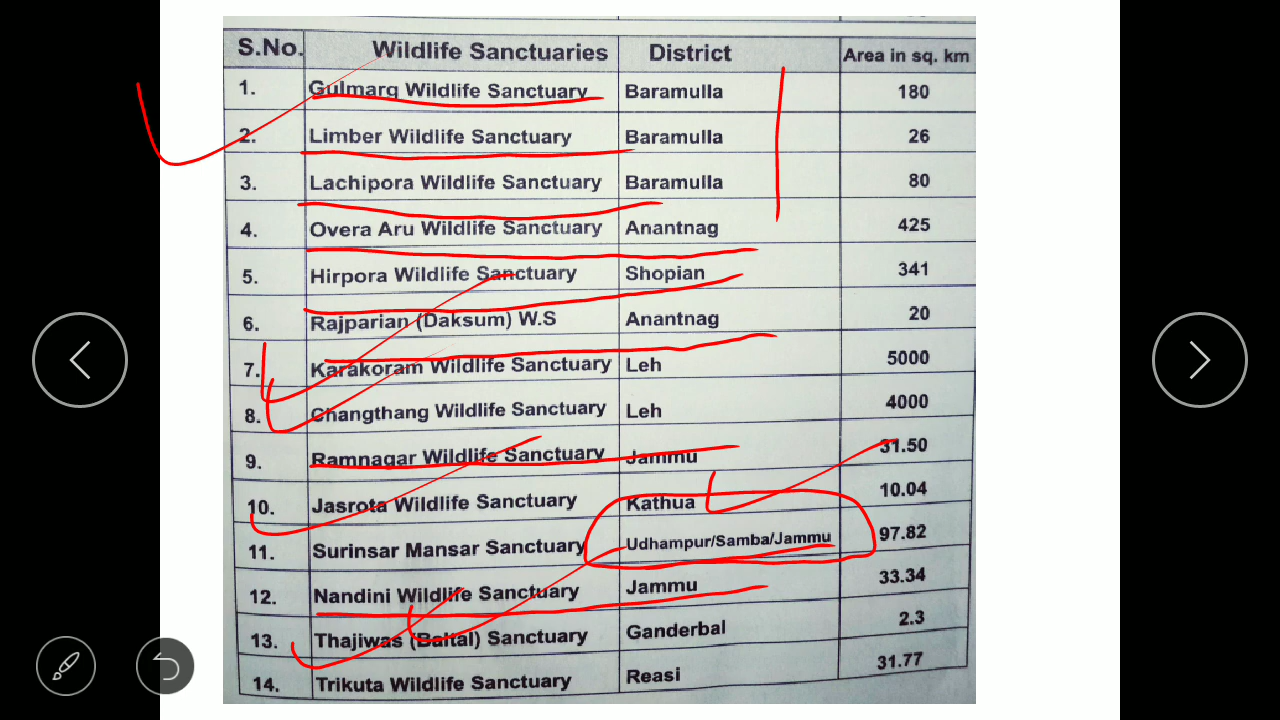 S.No. Wildlife Sanctuaries District Area in sq. km
1. Gulmarg Wildlife Sanctuary Baramulla 180
2. Limber Wildlife Sanctuary Baramulla 26
3. Lachipora Wildlife Sanctuary Baramulla 80
4. Overa Aru Wildlife Sanctuary Anantnag 425
5. Hirpora Wildlife Sanctuary Shopian 341
6. Rajparian (Daksum) W.S Anantnag 20
7. Karakoram Wildlife Sanctuary Leh 5000
8. Changthang Wildlife Sanctuary Leh 4000
9. Ramnagar Wildlife Sanctuary Jammu 31.50
10. Jasrota Wildlife Sanctuary Kathua 10.04
11. Surinsar Mansar Sanctuary Udhampur/Samba/Jammu 97.82
12. Nandini Wildlife Sanctuary Jammu 33.34
13. Thajiwas (Baltal) Sanctuary Ganderbal 2.3
14. Trikuta Wildlife Sanctuary Reasi 31.77